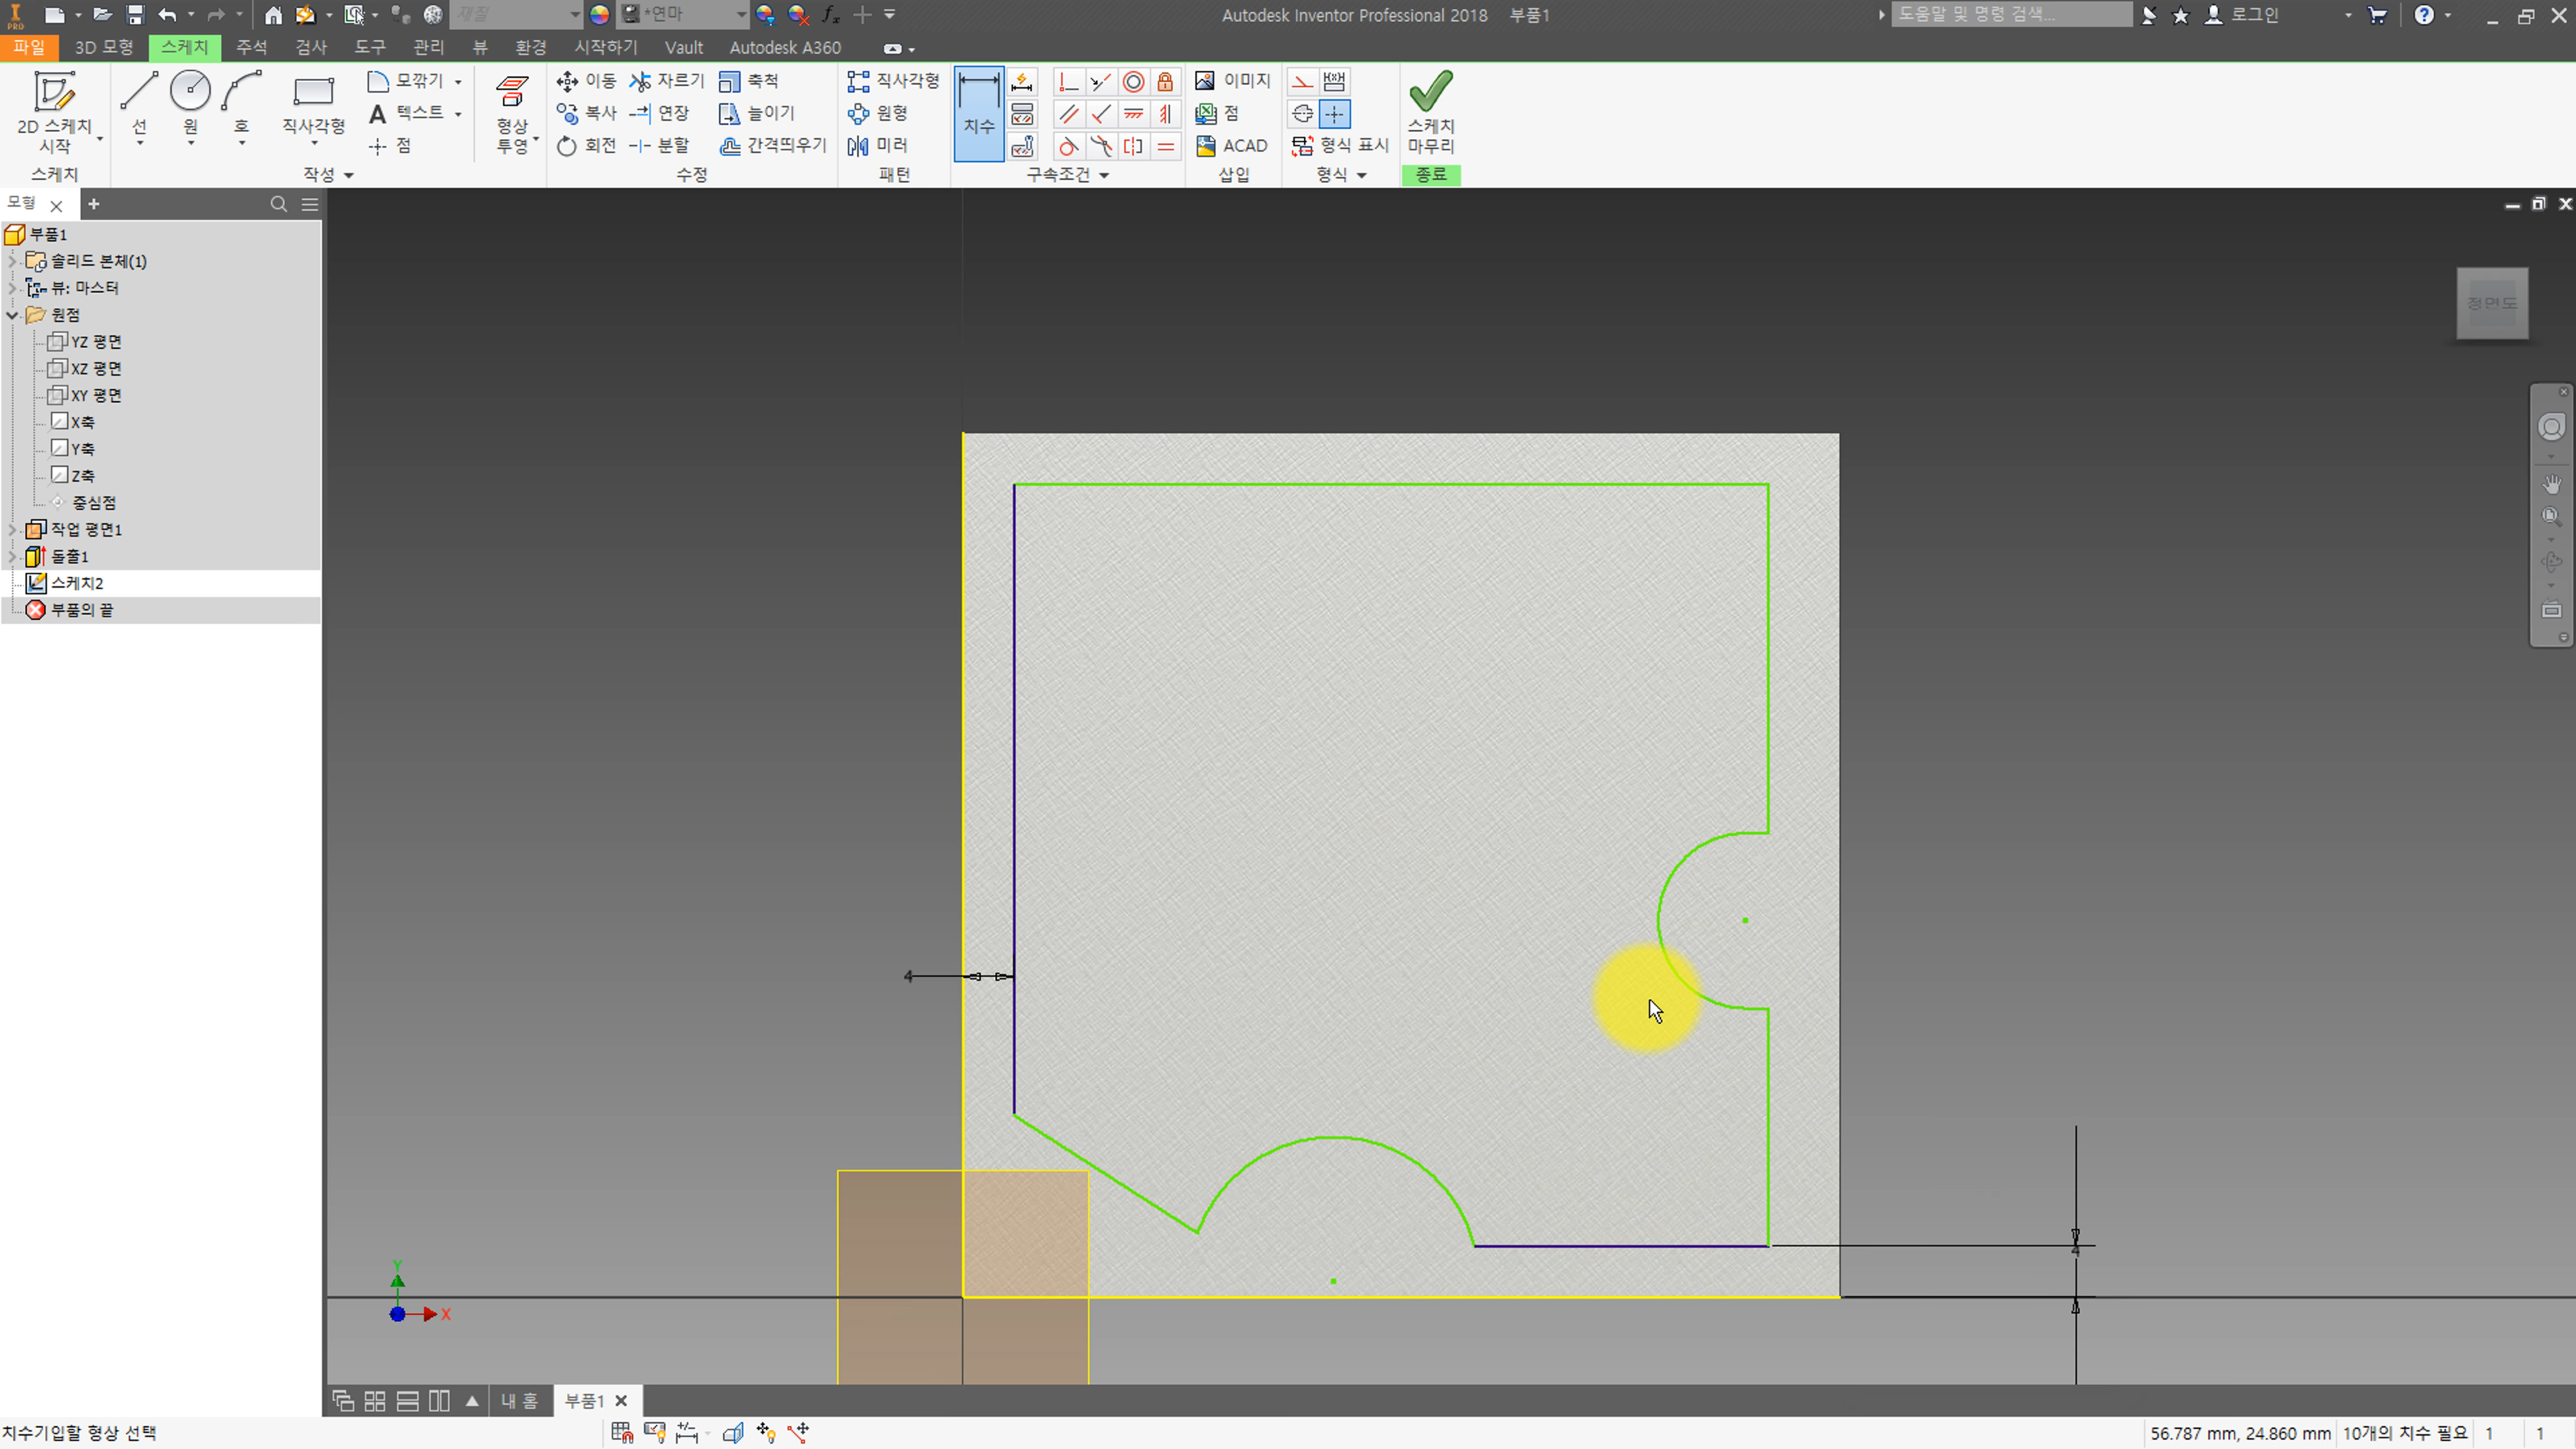 PRO
재질
*연마
fx
Autodesk Inventor Professional 2018 부품1
도움말 및 명령 검색...
로그인
파일 3D 모형 스케치 주석 검사 도구 관리 뷰 환경 시작하기 Vault Autodesk A360
2D 스케치 시작
선
원
호
직사각형
모깎기
텍스트
점
형상 투영
이동 자르기 축척
복사 연장 늘이기
회전 분할 간격띄우기
직사각형
원형
미러
치수
이미지
점
ACAD
형식 표시
스케치 마무리
스케치 작성 수정 패턴 구속조건 삽입 형식 종료
모형
부품1
솔리드 본체(1)
뷰: 마스터
원점
YZ 평면
XZ 평면
XY 평면
X축
Y축
Z축
중심점
작업 평면1
돌출1
스케치2
부품의 끝
정면도
4
4
Y
X
내 홈 부품1
치수기입할 형상 선택
56.787 mm, 24.860 mm 10개의 치수 필요 1 1